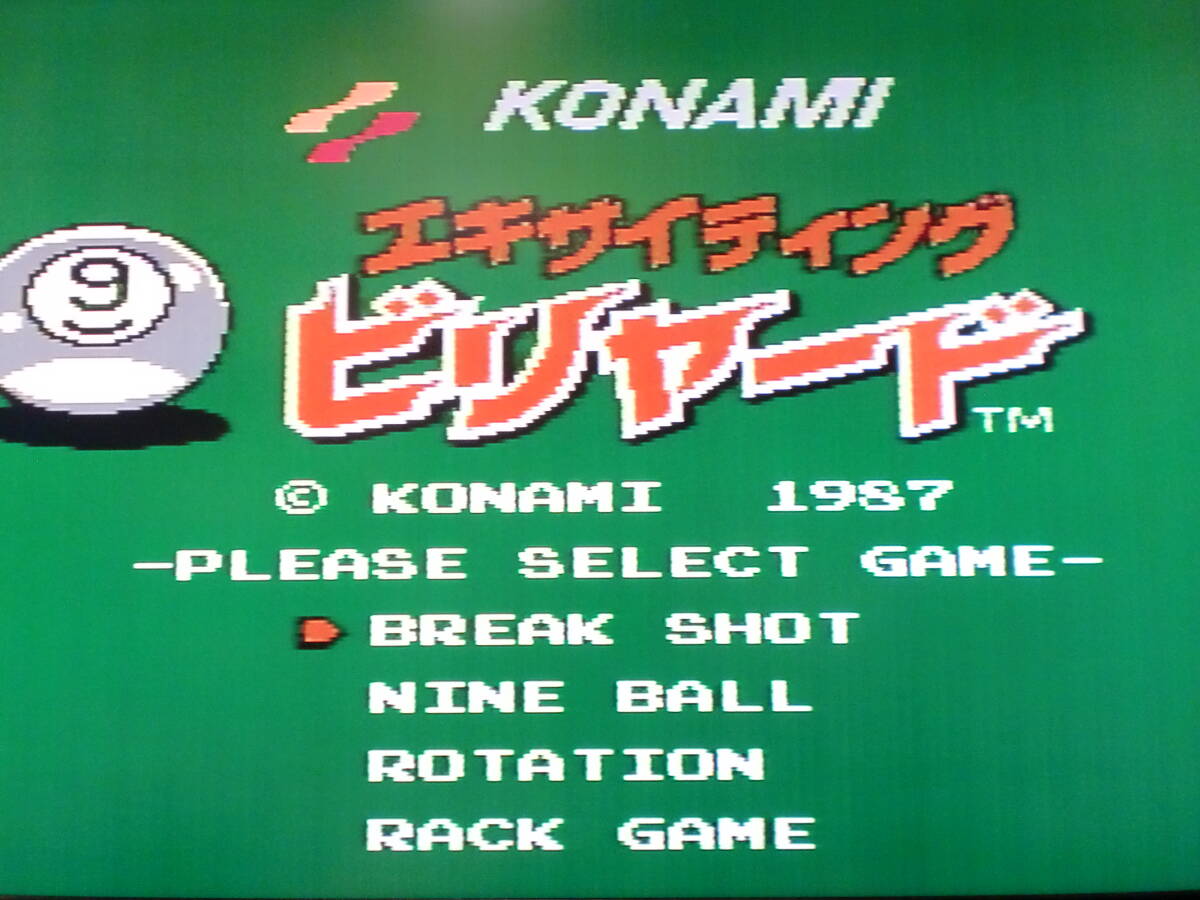 KONAMI
エキサイティング
9
ビリヤード
TM
© KONAMI 1987
-PLEASE SELECT GAME-
BREAK SHOT
NINE BALL
ROTATION
RACK GAME